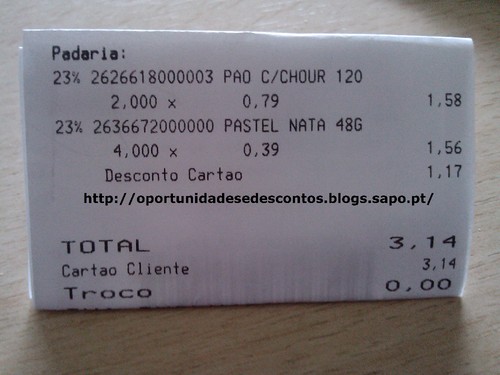 Padaria:
23% 2626618000003 PAO C/CHOUR 120
2,000 x 0,79 1,58
23% 2636672000000 PASTEL NATA 48G
4,000 x 0,39 1,56
Desconto Cartao 1,17
http://oportunidadesedescontos.blogs.sapo.pt/
TOTAL 3,14
Cartao Cliente 3,14
Troco 0,00